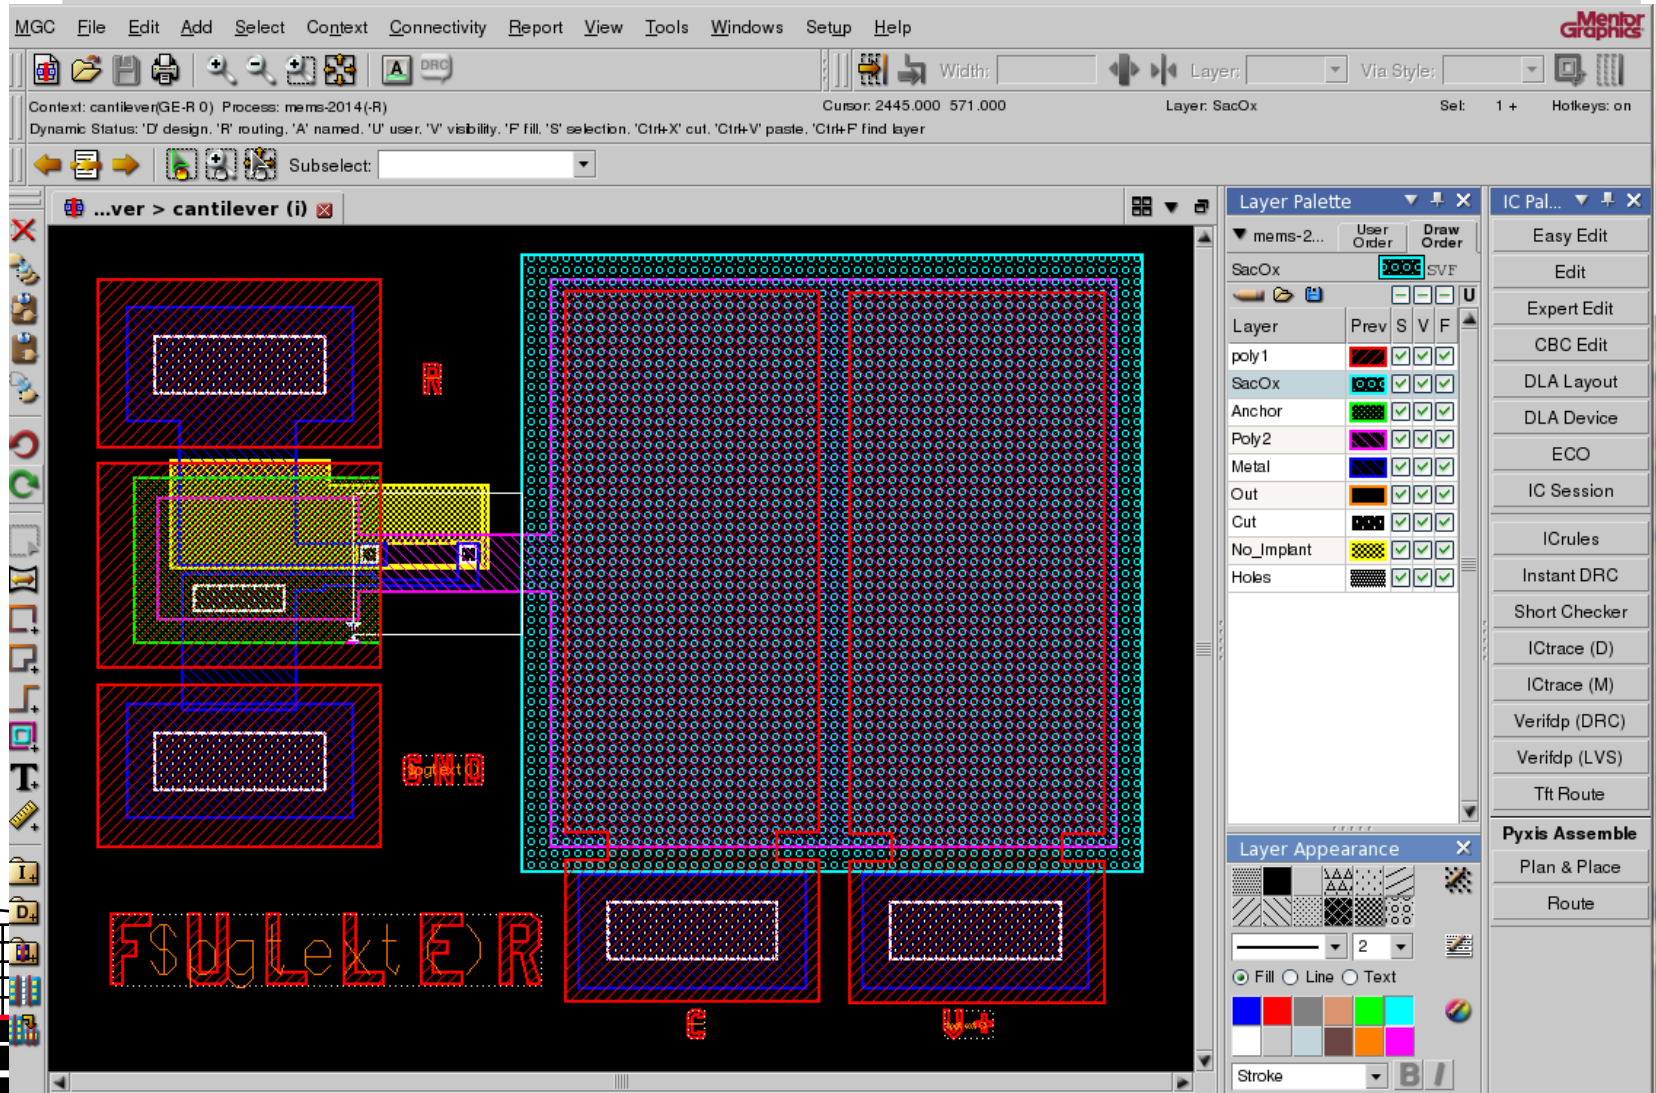 MGC File Edit Add Select Context Connectivity Report View Tools Windows Setup Help
Mentor
Graphics
A DRC Width: Layer: Via Style:
Context: cantilever(GE-R 0) Process: mems-2014(-R) Cursor: 2445.000 571.000 Layer: SacOx Sel: 1 + Hotkeys: on
Dynamic Status: 'D' design, 'R' routing, 'A' named, 'U' user, 'V' visibility, 'F' fill, 'S' selection, 'Ctrl+X' cut, 'Ctrl+V' paste, 'Ctrl+F' find layer
Subselect:
...ver > cantilever (i)
R
GND
FULLER
$pgtext()
C
V+
Layer Palette
mems-2... User Order Draw Order
SacOx SVF
U
Layer Prev S V F
poly1
SacOx
Anchor
Poly2
Metal
Out
Cut
No_Implant
Holes
Layer Appearance
2
Fill Line Text
Stroke B I
IC Pal...
Easy Edit
Edit
Expert Edit
CBC Edit
DLA Layout
DLA Device
ECO
IC Session
ICrules
Instant DRC
Short Checker
ICtrace (D)
ICtrace (M)
Verifdp (DRC)
Verifdp (LVS)
Tft Route
Pyxis Assemble
Plan & Place
Route
T
I
D